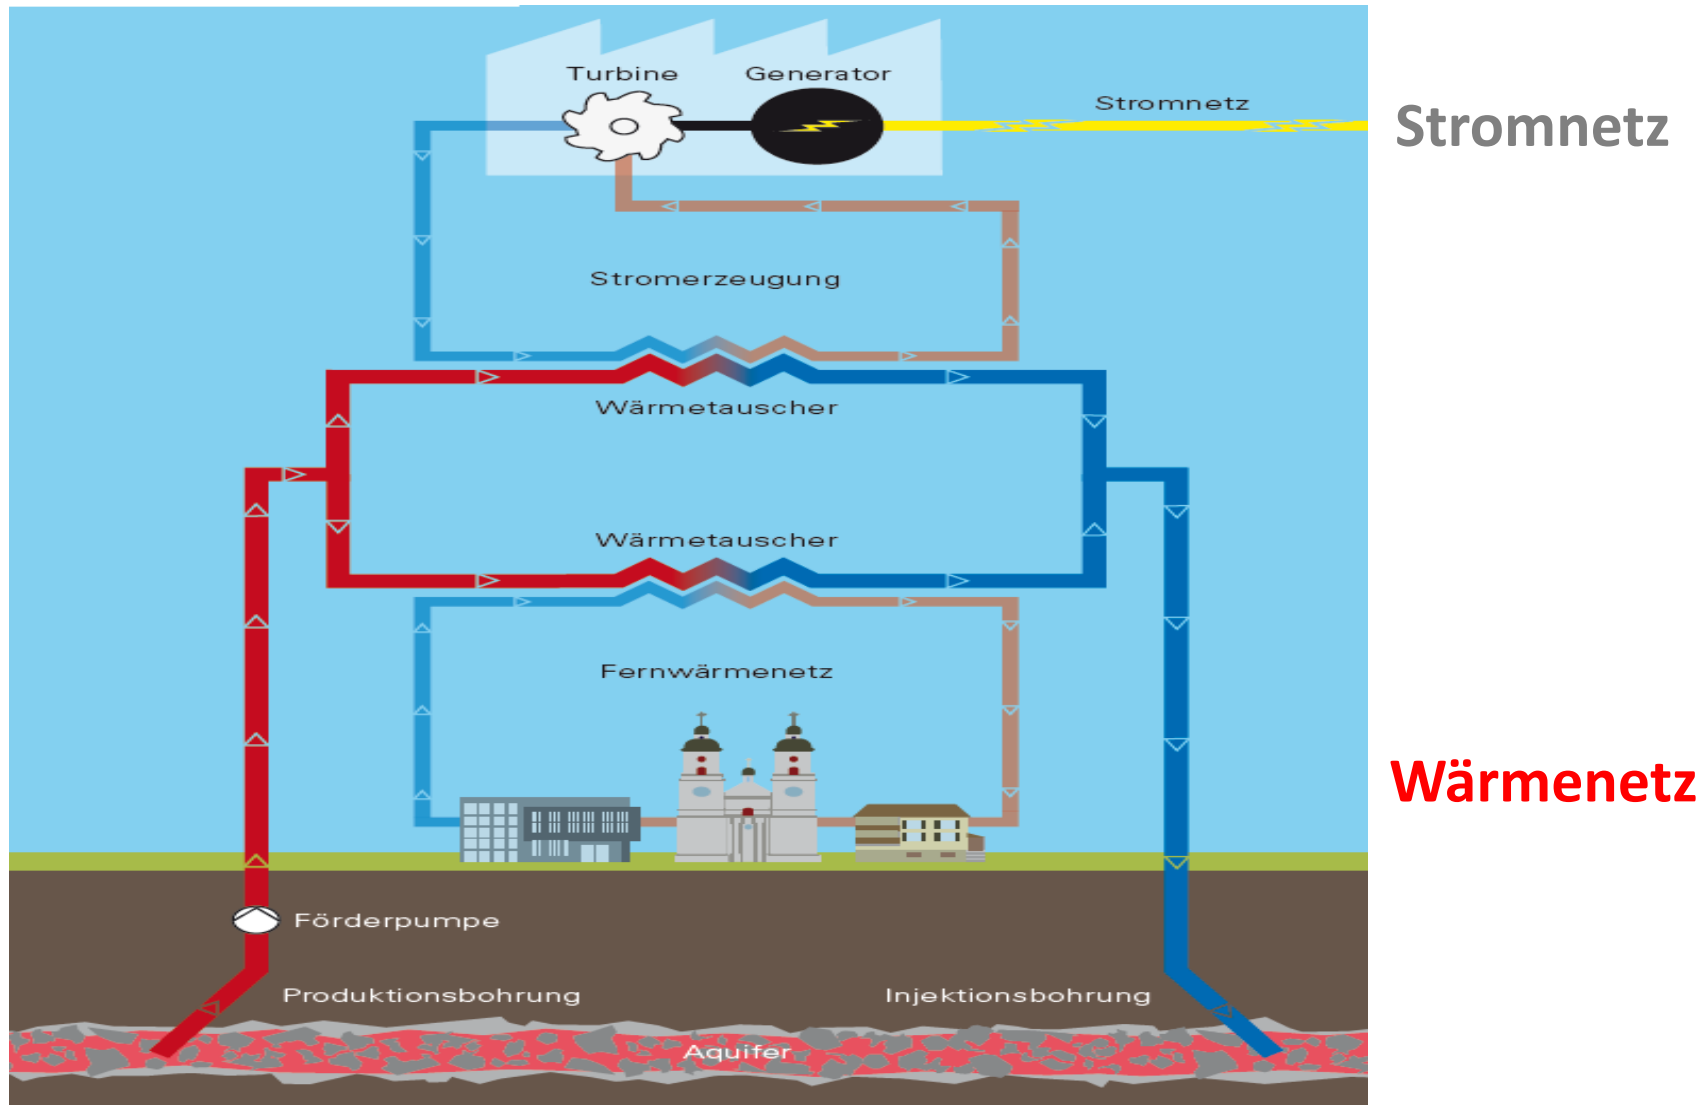 Turbine
Generator
Stromnetz
Stromnetz
Stromerzeugung
Wärmetauscher
Wärmetauscher
Fernwärmenetz
Wärmenetz
Förderpumpe
Produktionsbohrung
Injektionsbohrung
Aquifer